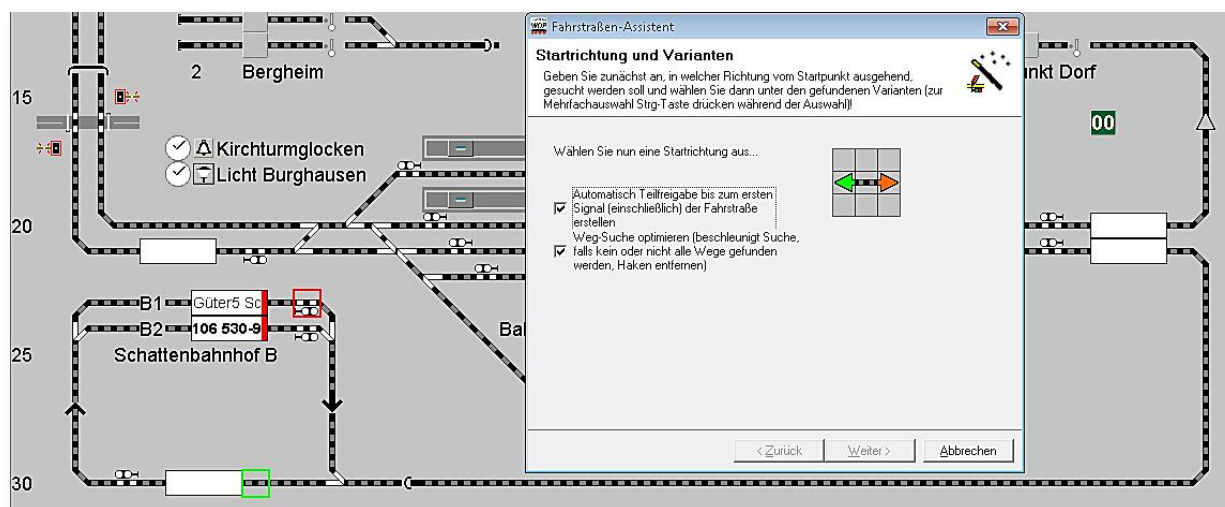 2 Bergheim
15
Kirchturmglocken
Licht Burghausen
20
B1 Güter5 Sc
B2 106 530-9
Schattenbahnhof B
25
30
Ba
WDP Fahrstraßen-Assistent
Startrichtung und Varianten
Geben Sie zunächst an, in welcher Richtung vom Startpunkt ausgehend,
gesucht werden soll und wählen Sie dann unter den gefundenen Varianten (zur
Mehrfachauswahl Strg-Taste drücken während der Auswahl)!
Wählen Sie nun eine Startrichtung aus...
Automatisch Teilfreigabe bis zum ersten
Signal (einschließlich) der Fahrstraße
erstellen
Weg-Suche optimieren (beschleunigt Suche,
falls kein oder nicht alle Wege gefunden
werden, Haken entfernen)
< Zurück Weiter > Abbrechen
nkt Dorf
00